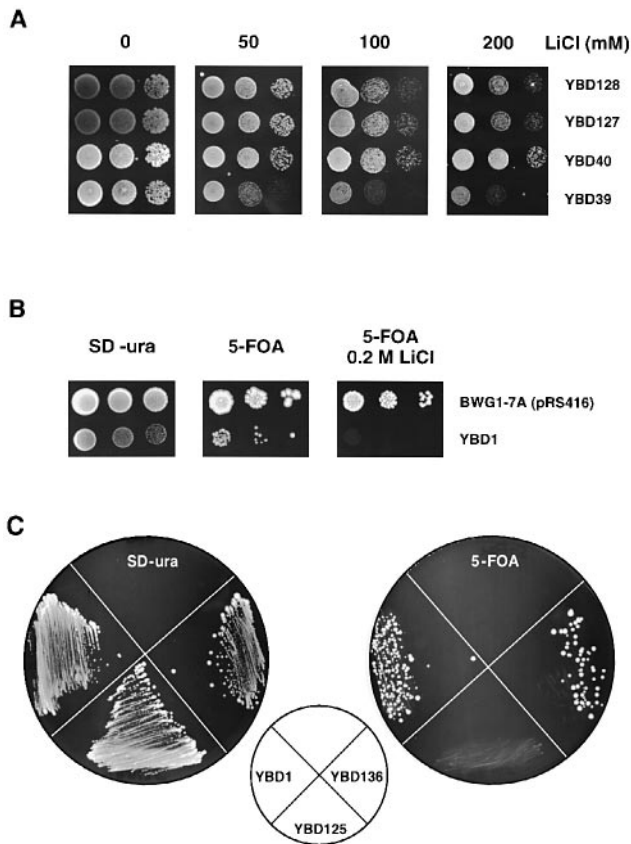 A
0 50 100 200 LiCl (mM)
YBD128
YBD127
YBD40
YBD39
B
SD -ura 5-FOA 5-FOA
0.2 M LiCl
BWG1-7A (pRS416)
YBD1
C
SD-ura 5-FOA
YBD1 YBD136
YBD125